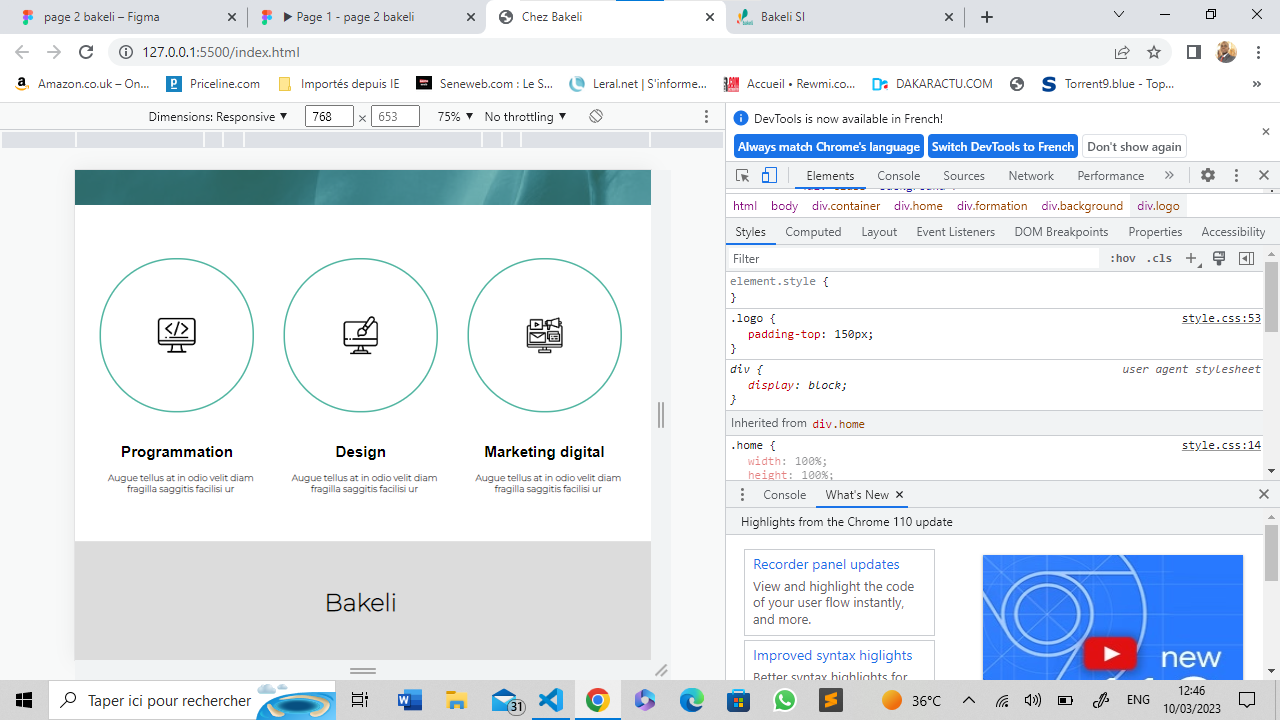 page 2 bakeli – Figma
▶ Page 1 - page 2 bakeli
Chez Bakeli
Bakeli SI
127.0.0.1:5500/index.html
Amazon.co.uk – On...
Priceline.com
Importés depuis IE
Seneweb.com : Le S...
Leral.net | S'informe...
Accueil • Rewmi.co...
DAKARACTU.COM
Torrent9.blue - Top...
»
Dimensions: Responsive ▼
768
×
653
75% ▼
No throttling ▼
DevTools is now available in French!
Always match Chrome's language
Switch DevTools to French
Don't show again
Elements
Console
Sources
Network
Performance
»
html body div.container div.home div.formation div.background div.logo
Styles
Computed
Layout
Event Listeners
DOM Breakpoints
Properties
Accessibility
Filter
:hov .cls
element.style {
}
.logo { style.css:53
padding-top: 150px;
}
div { user agent stylesheet
display: block;
}
Inherited from div.home
.home { style.css:14
width: 100%;
height: 100%;
Console
What's New
Highlights from the Chrome 110 update
Recorder panel updates
View and highlight the code
of your user flow instantly,
and more.
Improved syntax higlights
Better syntax highlights for
new
Programmation
Augue tellus at in odio velit diam
fragilla saggitis facilisi ur
Design
Augue tellus at in odio velit diam
fragilla saggitis facilisi ur
Marketing digital
Augue tellus at in odio velit diam
fragilla saggitis facilisi ur
Bakeli
Taper ici pour rechercher
31
36°C
ENG
12:46
10/03/2023